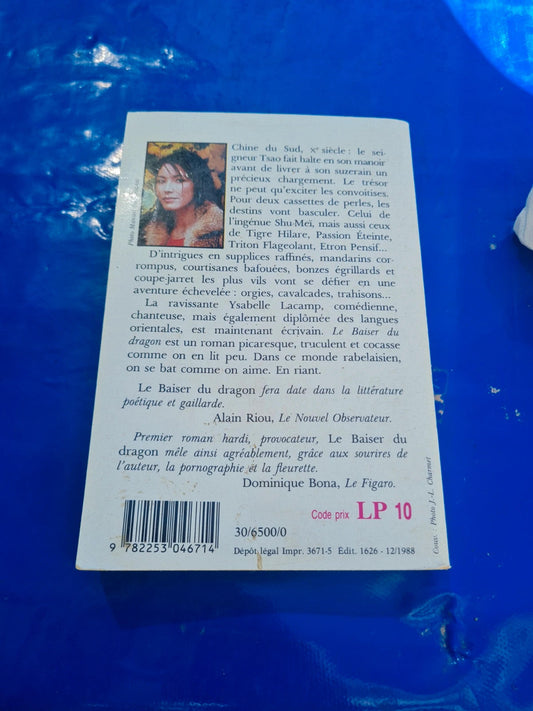 Chine du Sud, Xe siècle : le sei-
gneur Tsao fait halte en son manoir
avant de livrer à son suzerain un
précieux chargement. Le trésor
ne peut qu'exciter les convoitises.
Pour deux cassettes de perles, les
destins vont basculer. Celui de
l'ingénue Shu-Meï, mais aussi ceux
de Tigre Hilare, Passion Éteinte,
Triton Flageolant, Etron Pensif...
Photo
D'intrigues en supplices raffinés, mandarins cor-
rompus, courtisanes bafouées, bonzes égrillards et
coupe-jarret les plus vils vont se défier en une
aventure échevelée : orgies, cavalcades, trahisons...
La ravissante Ysabelle Lacamp, comédienne,
chanteuse, mais également diplômée des langues
orientales, est maintenant écrivain. Le Baiser du
dragon est un roman picaresque, truculent et cocasse
comme on en lit peu. Dans ce monde rabelaisien,
on se bat comme on aime. En riant.
Le Baiser du dragon fera date dans la littérature
poétique et gaillarde.
Alain Riou, Le Nouvel Observateur.
Premier roman hardi, provocateur, Le Baiser du
dragon mêle ainsi agréablement, grâce aux sourires de
l'auteur, la pornographie et la fleurette.
Dominique Bona, Le Figaro.
Couv. : Photo J.-L. Charmet
Code prix LP 10
30/6500/0
9 782253 046714
Dépôt légal Impr. 3671-5 Édit. 1626 - 12/1988